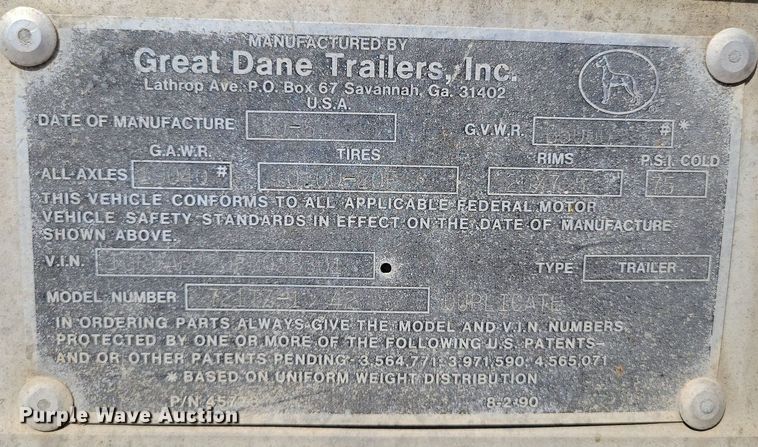 MANUFACTURED BY
Great Dane Trailers, Inc.
Lathrop Ave. P.O. Box 67 Savannah, Ga. 31402
U.S.A.
DATE OF MANUFACTURE G.V.W.R. #*
G.A.W.R. TIRES RIMS P.S.I. COLD
ALL-AXLES # 75
THIS VEHICLE CONFORMS TO ALL APPLICABLE FEDERAL MOTOR
VEHICLE SAFETY STANDARDS IN EFFECT ON THE DATE OF MANUFACTURE
SHOWN ABOVE.
V.I.N. TYPE TRAILER
MODEL NUMBER DUPLICATE
IN ORDERING PARTS ALWAYS GIVE THE MODEL AND V.I.N. NUMBERS
PROTECTED BY ONE OR MORE OF THE FOLLOWING U.S. PATENTS—
AND OR OTHER PATENTS PENDING - 3,564,771; 3,971,590; 4,565,071
* BASED ON UNIFORM WEIGHT DISTRIBUTION
P/N 8-2-90
Purple Wave Auction